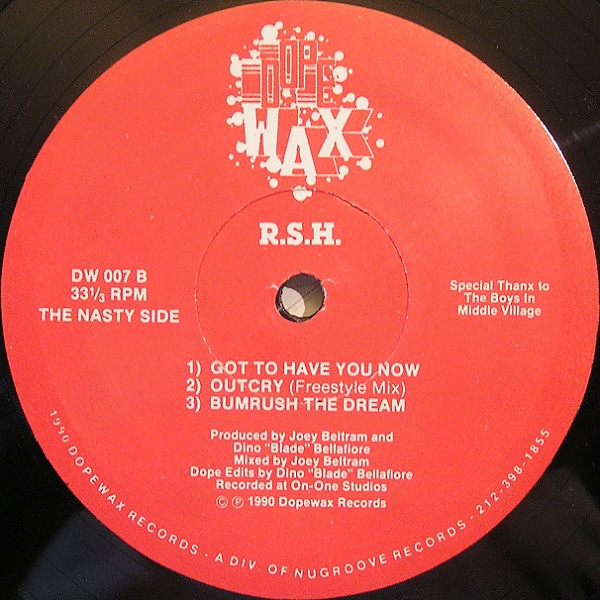 DOPE
WAX
R.S.H.
DW 007 B
33⅓ RPM
THE NASTY SIDE
Special Thanx to
The Boys In
Middle Village
1) GOT TO HAVE YOU NOW
2) OUTCRY (Freestyle Mix)
3) BUMRUSH THE DREAM
Produced by Joey Beltram and
Dino "Blade" Bellafiore
Mixed by Joey Beltram
Dope Edits by Dino "Blade" Bellafiore
Recorded at On-One Studios
© ℗ 1990 Dopewax Records
1990 DOPEWAX RECORDS - A DIV. OF NUGROOVE RECORDS - 212-398-1855